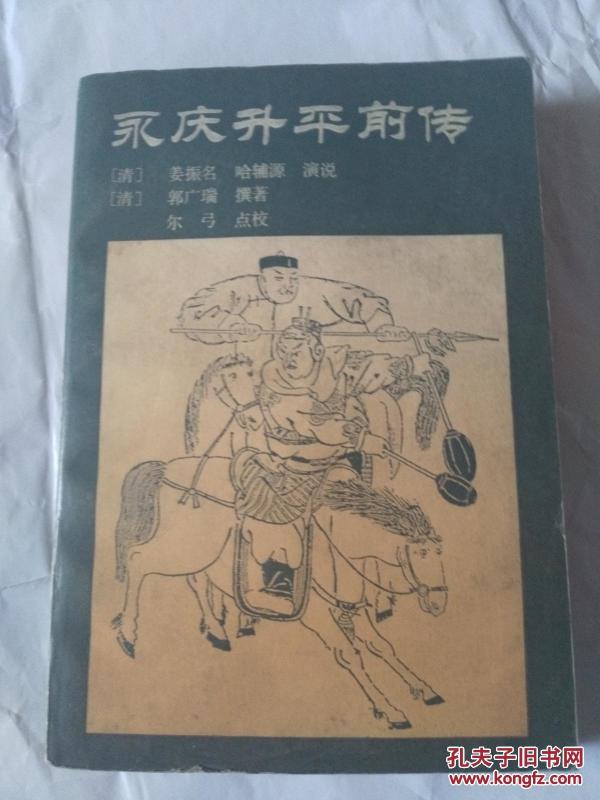 永庆升平前传
[清] 姜振名 哈辅源 演说
[清] 郭广瑞 撰著
尔弓 点校
孔夫子旧书网
www.kongfz.com